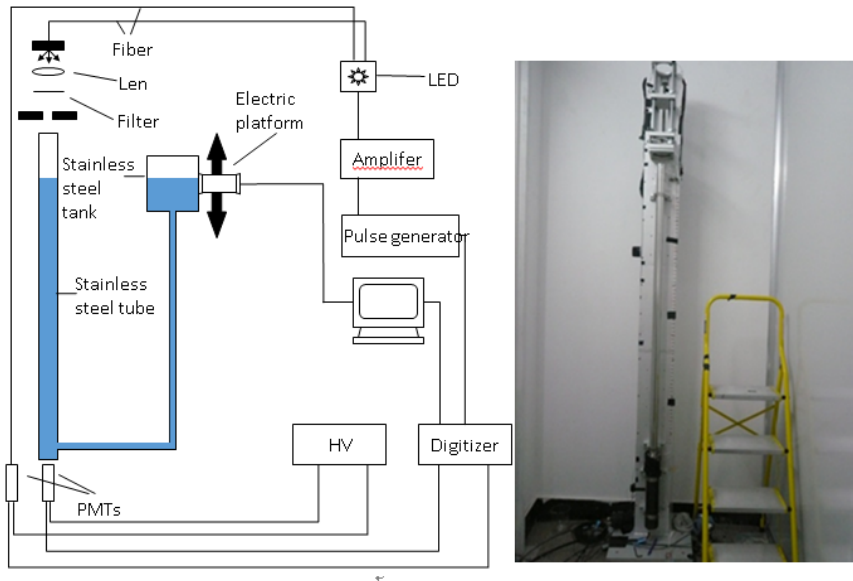 Fiber
Len
Filter
LED
Electric
platform
Amplifer
Stainless
steel
tank
Pulse generator
Stainless
steel tube
HV
Digitizer
PMTs